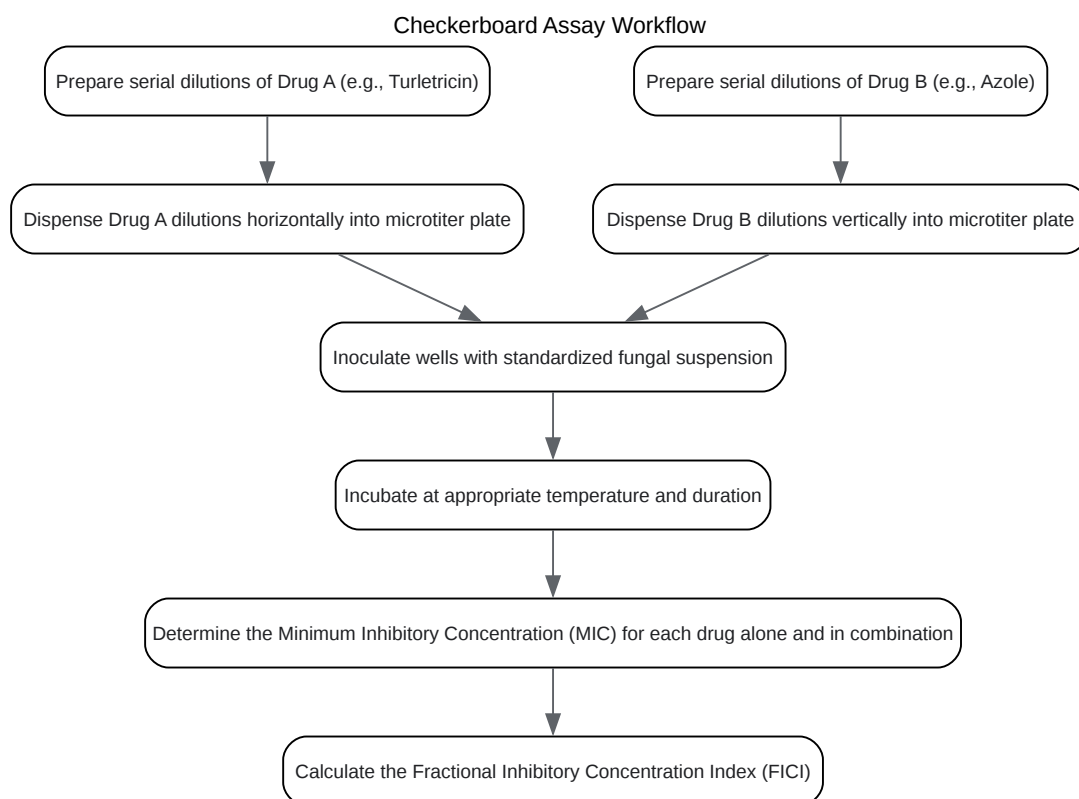 Checkerboard Assay Workflow
Prepare serial dilutions of Drug A (e.g., Turletricin)
Prepare serial dilutions of Drug B (e.g., Azole)
Dispense Drug A dilutions horizontally into microtiter plate
Dispense Drug B dilutions vertically into microtiter plate
Inoculate wells with standardized fungal suspension
Incubate at appropriate temperature and duration
Determine the Minimum Inhibitory Concentration (MIC) for each drug alone and in combination
Calculate the Fractional Inhibitory Concentration Index (FICI)